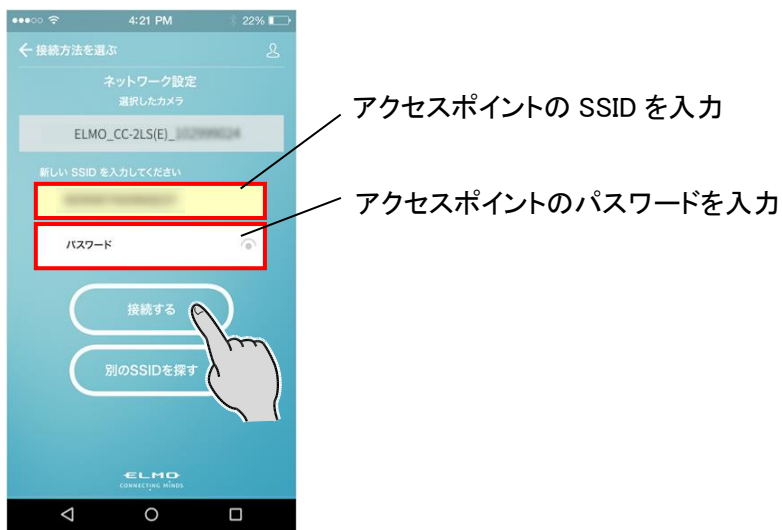 4:21 PM
22%
接続方法を選ぶ
ネットワーク設定
選択したカメラ
ELMO_CC-2LS(E)_
新しい SSID を入力してください
パスワード
接続する
別のSSIDを探す
ELMO
CONNECTING MINDS
アクセスポイントの SSID を入力
アクセスポイントのパスワードを入力